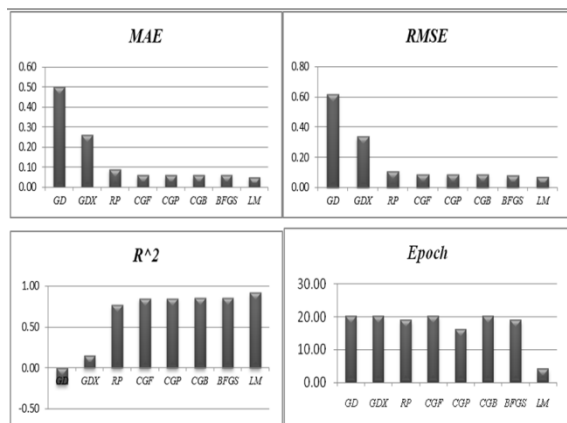 MAE
0.60
0.50
0.40
0.30
0.20
0.10
0.00
GD GDX RP CGF CGP CGB BFGS LM
RMSE
0.80
0.60
0.40
0.20
0.00
GD GDX RP CGF CGP CGB BFGS LM
R^2
1.00
0.50
0.00
-0.50
GD GDX RP CGF CGP CGB BFGS LM
Epoch
30.00
20.00
10.00
0.00
GD GDX RP CGF CGP CGB BFGS LM